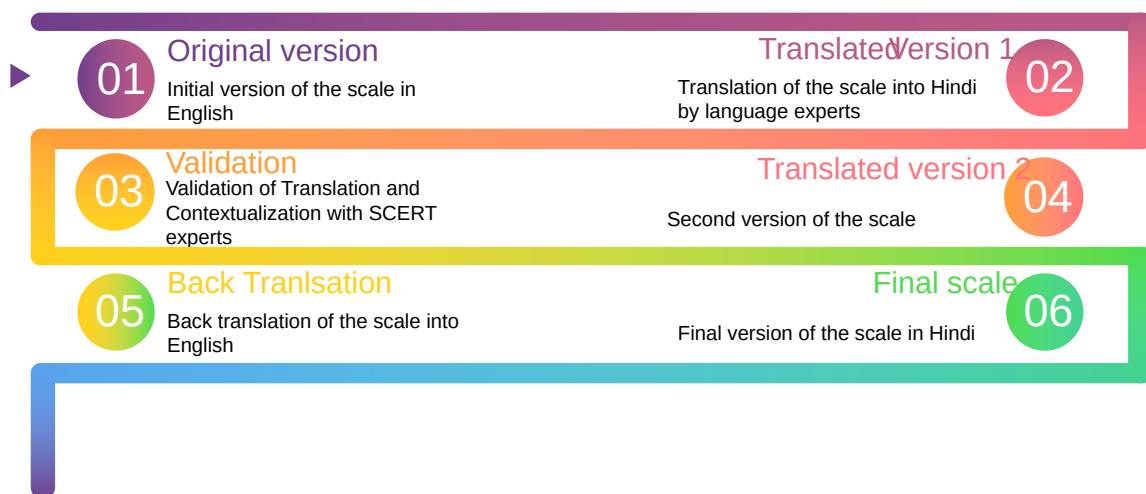 01
Original version
Initial version of the scale in
English
02
Translated Version 1
Translation of the scale into Hindi
by language experts
03
Validation
Validation of Translation and
Contextualization with SCERT
experts
04
Translated version 2
Second version of the scale
05
Back Tranlsation
Back translation of the scale into
English
06
Final scale
Final version of the scale in Hindi